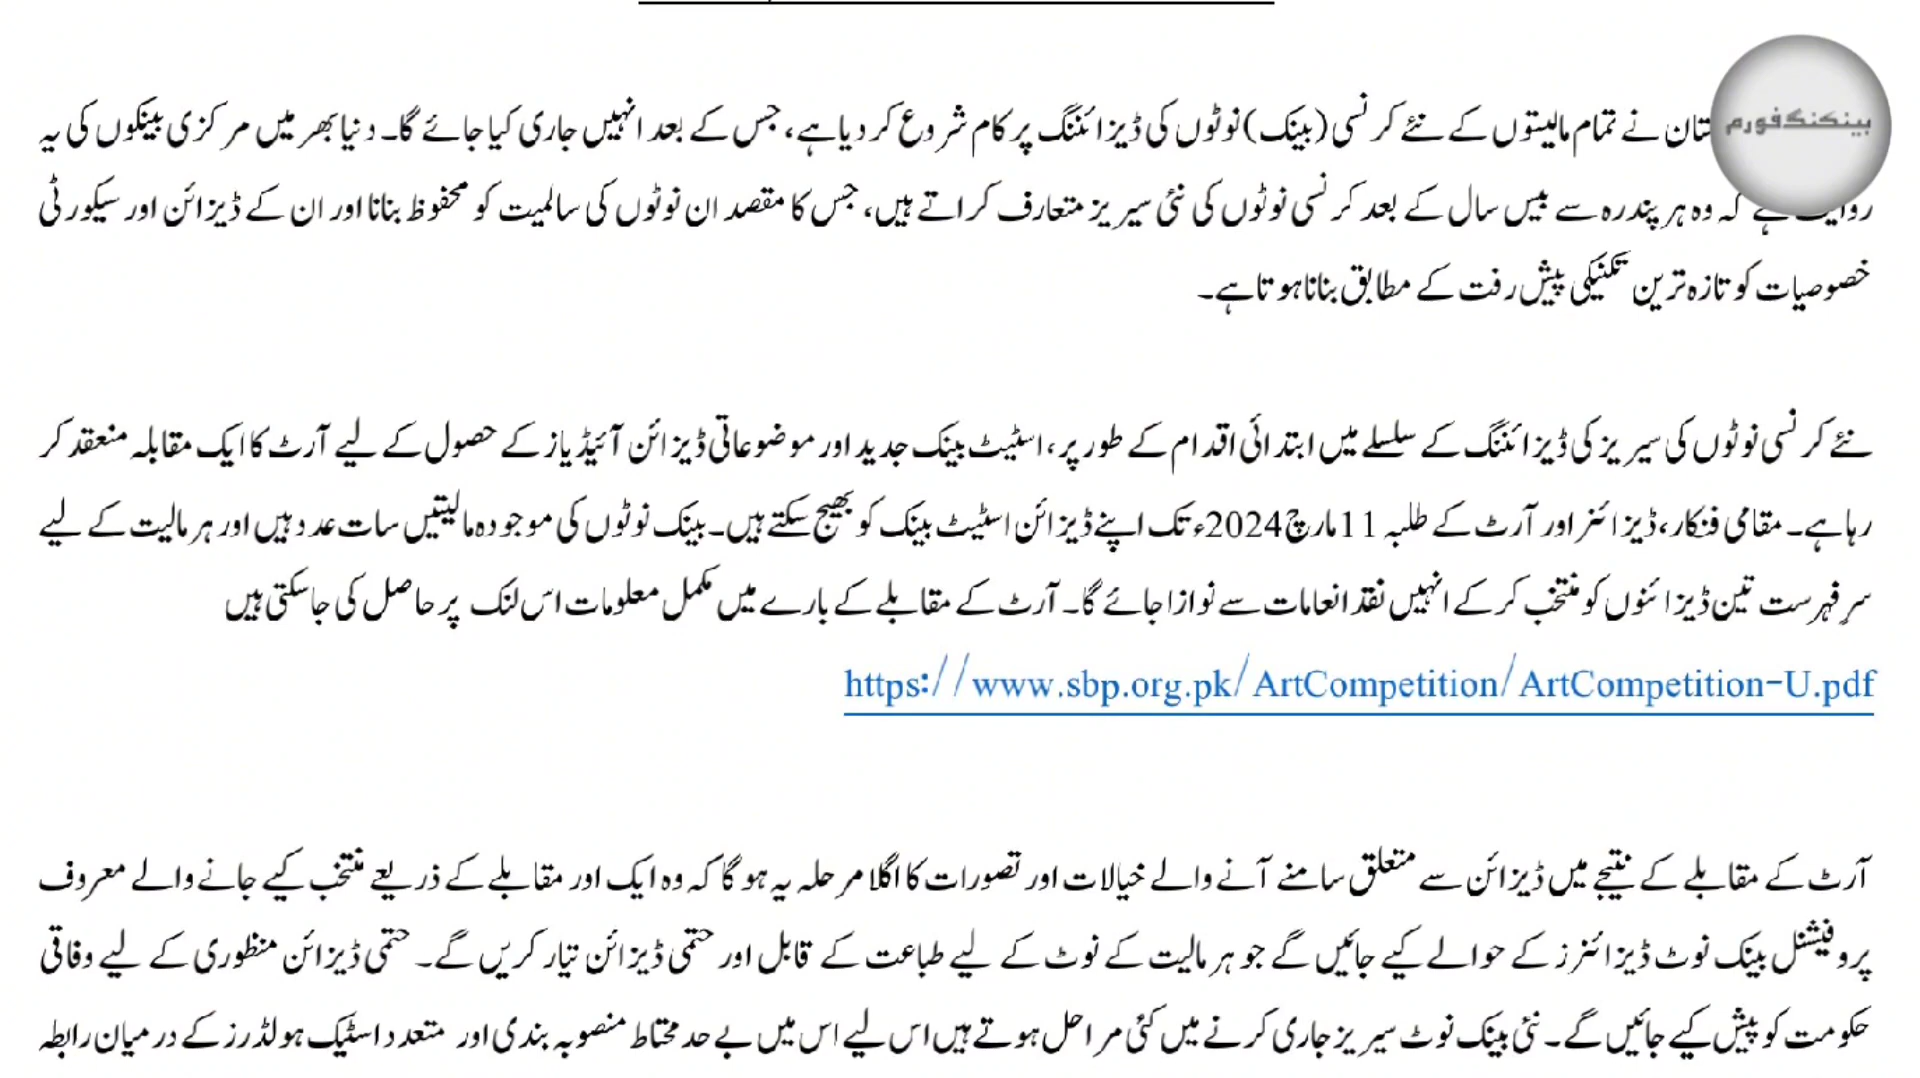 بینکنگ فورم
تان نے تمام مالیتوں کے نئے کرنسی (بینک) نوٹوں کی ڈیزائننگ پر کام شروع کر دیا ہے، جس کے بعد انہیں جاری کیا جائے گا۔ دنیا بھر میں مرکزی بینکوں کی یہ
روایت ہے کہ وہ ہر پندرہ سے بیس سال کے بعد کرنسی نوٹوں کی نئی سیریز متعارف کراتے ہیں، جس کا مقصد ان نوٹوں کی سالمیت کو محفوظ بنانا اور ان کے ڈیزائن اور سیکورٹی
خصوصیات کو تازہ ترین تکنیکی پیش رفت کے مطابق بنانا ہوتا ہے۔
نئے کرنسی نوٹوں کی سیریز کی ڈیزائننگ کے سلسلے میں ابتدائی اقدام کے طور پر، اسٹیٹ بینک جدید اور موضوعاتی ڈیزائن آئیڈیاز کے حصول کے لیے آرٹ کا ایک مقابلہ منعقد کر
رہا ہے۔ مقامی فنکار، ڈیزائنر اور آرٹ کے طلبہ 11 مارچ 2024ء تک اپنے ڈیزائن اسٹیٹ بینک کو بھیج سکتے ہیں۔ بینک نوٹوں کی موجودہ مالیتیں سات عدد ہیں اور ہر مالیت کے لیے
سرِ فہرست تین ڈیزائنوں کو منتخب کر کے انہیں نقد انعامات سے نوازا جائے گا۔ آرٹ کے مقابلے کے بارے میں مکمل معلومات اس لنک پر حاصل کی جاسکتی ہیں
https://www.sbp.org.pk/ArtCompetition/ArtCompetition-U.pdf
آرٹ کے مقابلے کے نتیجے میں ڈیزائن سے متعلق سامنے آنے والے خیالات اور تصورات کا اگلا مرحلہ یہ ہو گا کہ وہ ایک اور مقابلے کے ذریعے منتخب کیے جانے والے معروف
پروفیشنل بینک نوٹ ڈیزائنرز کے حوالے کیے جائیں گے جو ہر مالیت کے نوٹ کے لیے طباعت کے قابل اور حتمی ڈیزائن تیار کریں گے۔ حتمی ڈیزائن منظوری کے لیے وفاقی
حکومت کو پیش کیے جائیں گے۔ نئی بینک نوٹ سیریز جاری کرنے میں کئی مراحل ہوتے ہیں اس لیے اس میں بے حد محتاط منصوبہ بندی اور متعدد اسٹیک ہولڈرز کے درمیان رابطہ